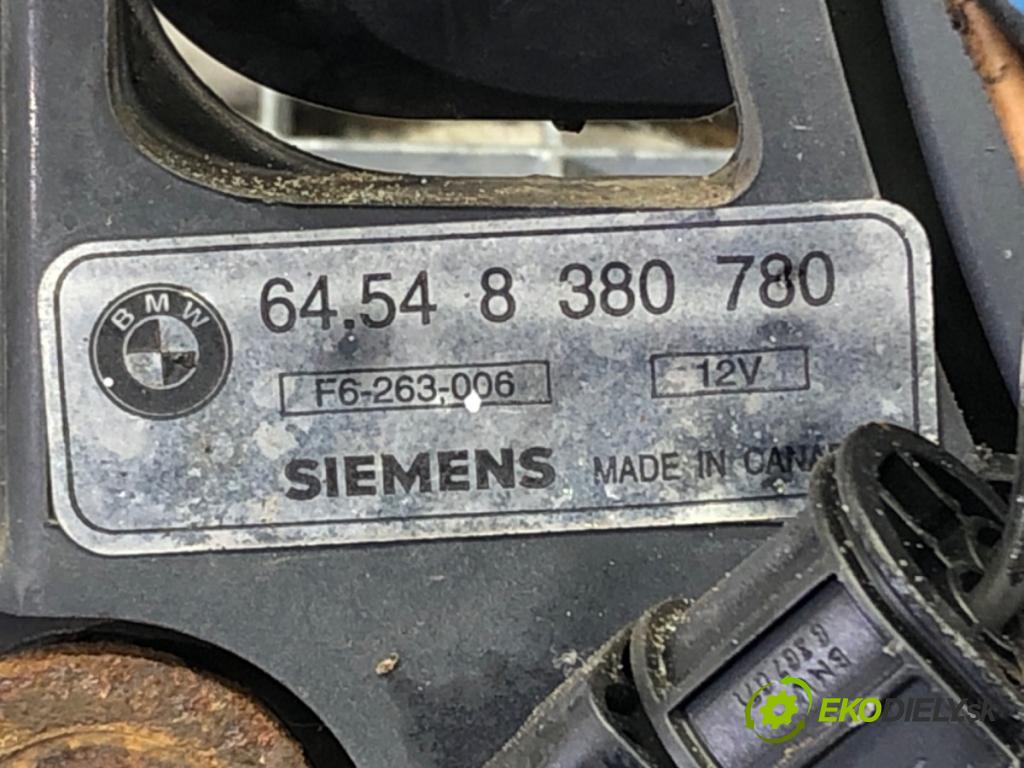 BMW
64.54 8 380 780
F6-263-006
12V
SIEMENS
MADE IN CANA
EKODIELY.SK